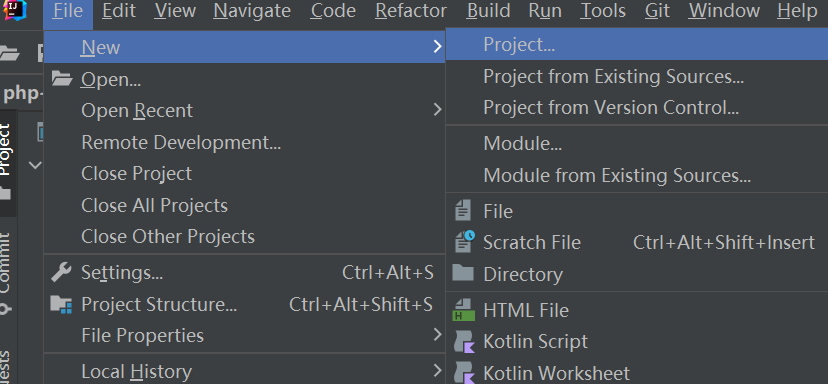 File Edit View Navigate Code Refactor Build Run Tools Git Window Help
New
Open...
Open Recent
Remote Development...
Close Project
Close All Projects
Close Other Projects
Settings... Ctrl+Alt+S
Project Structure... Ctrl+Alt+Shift+S
File Properties
Local History
Project...
Project from Existing Sources...
Project from Version Control...
Module...
Module from Existing Sources...
File
Scratch File Ctrl+Alt+Shift+Insert
Directory
HTML File
Kotlin Script
Kotlin Worksheet
php-
Project
Commit